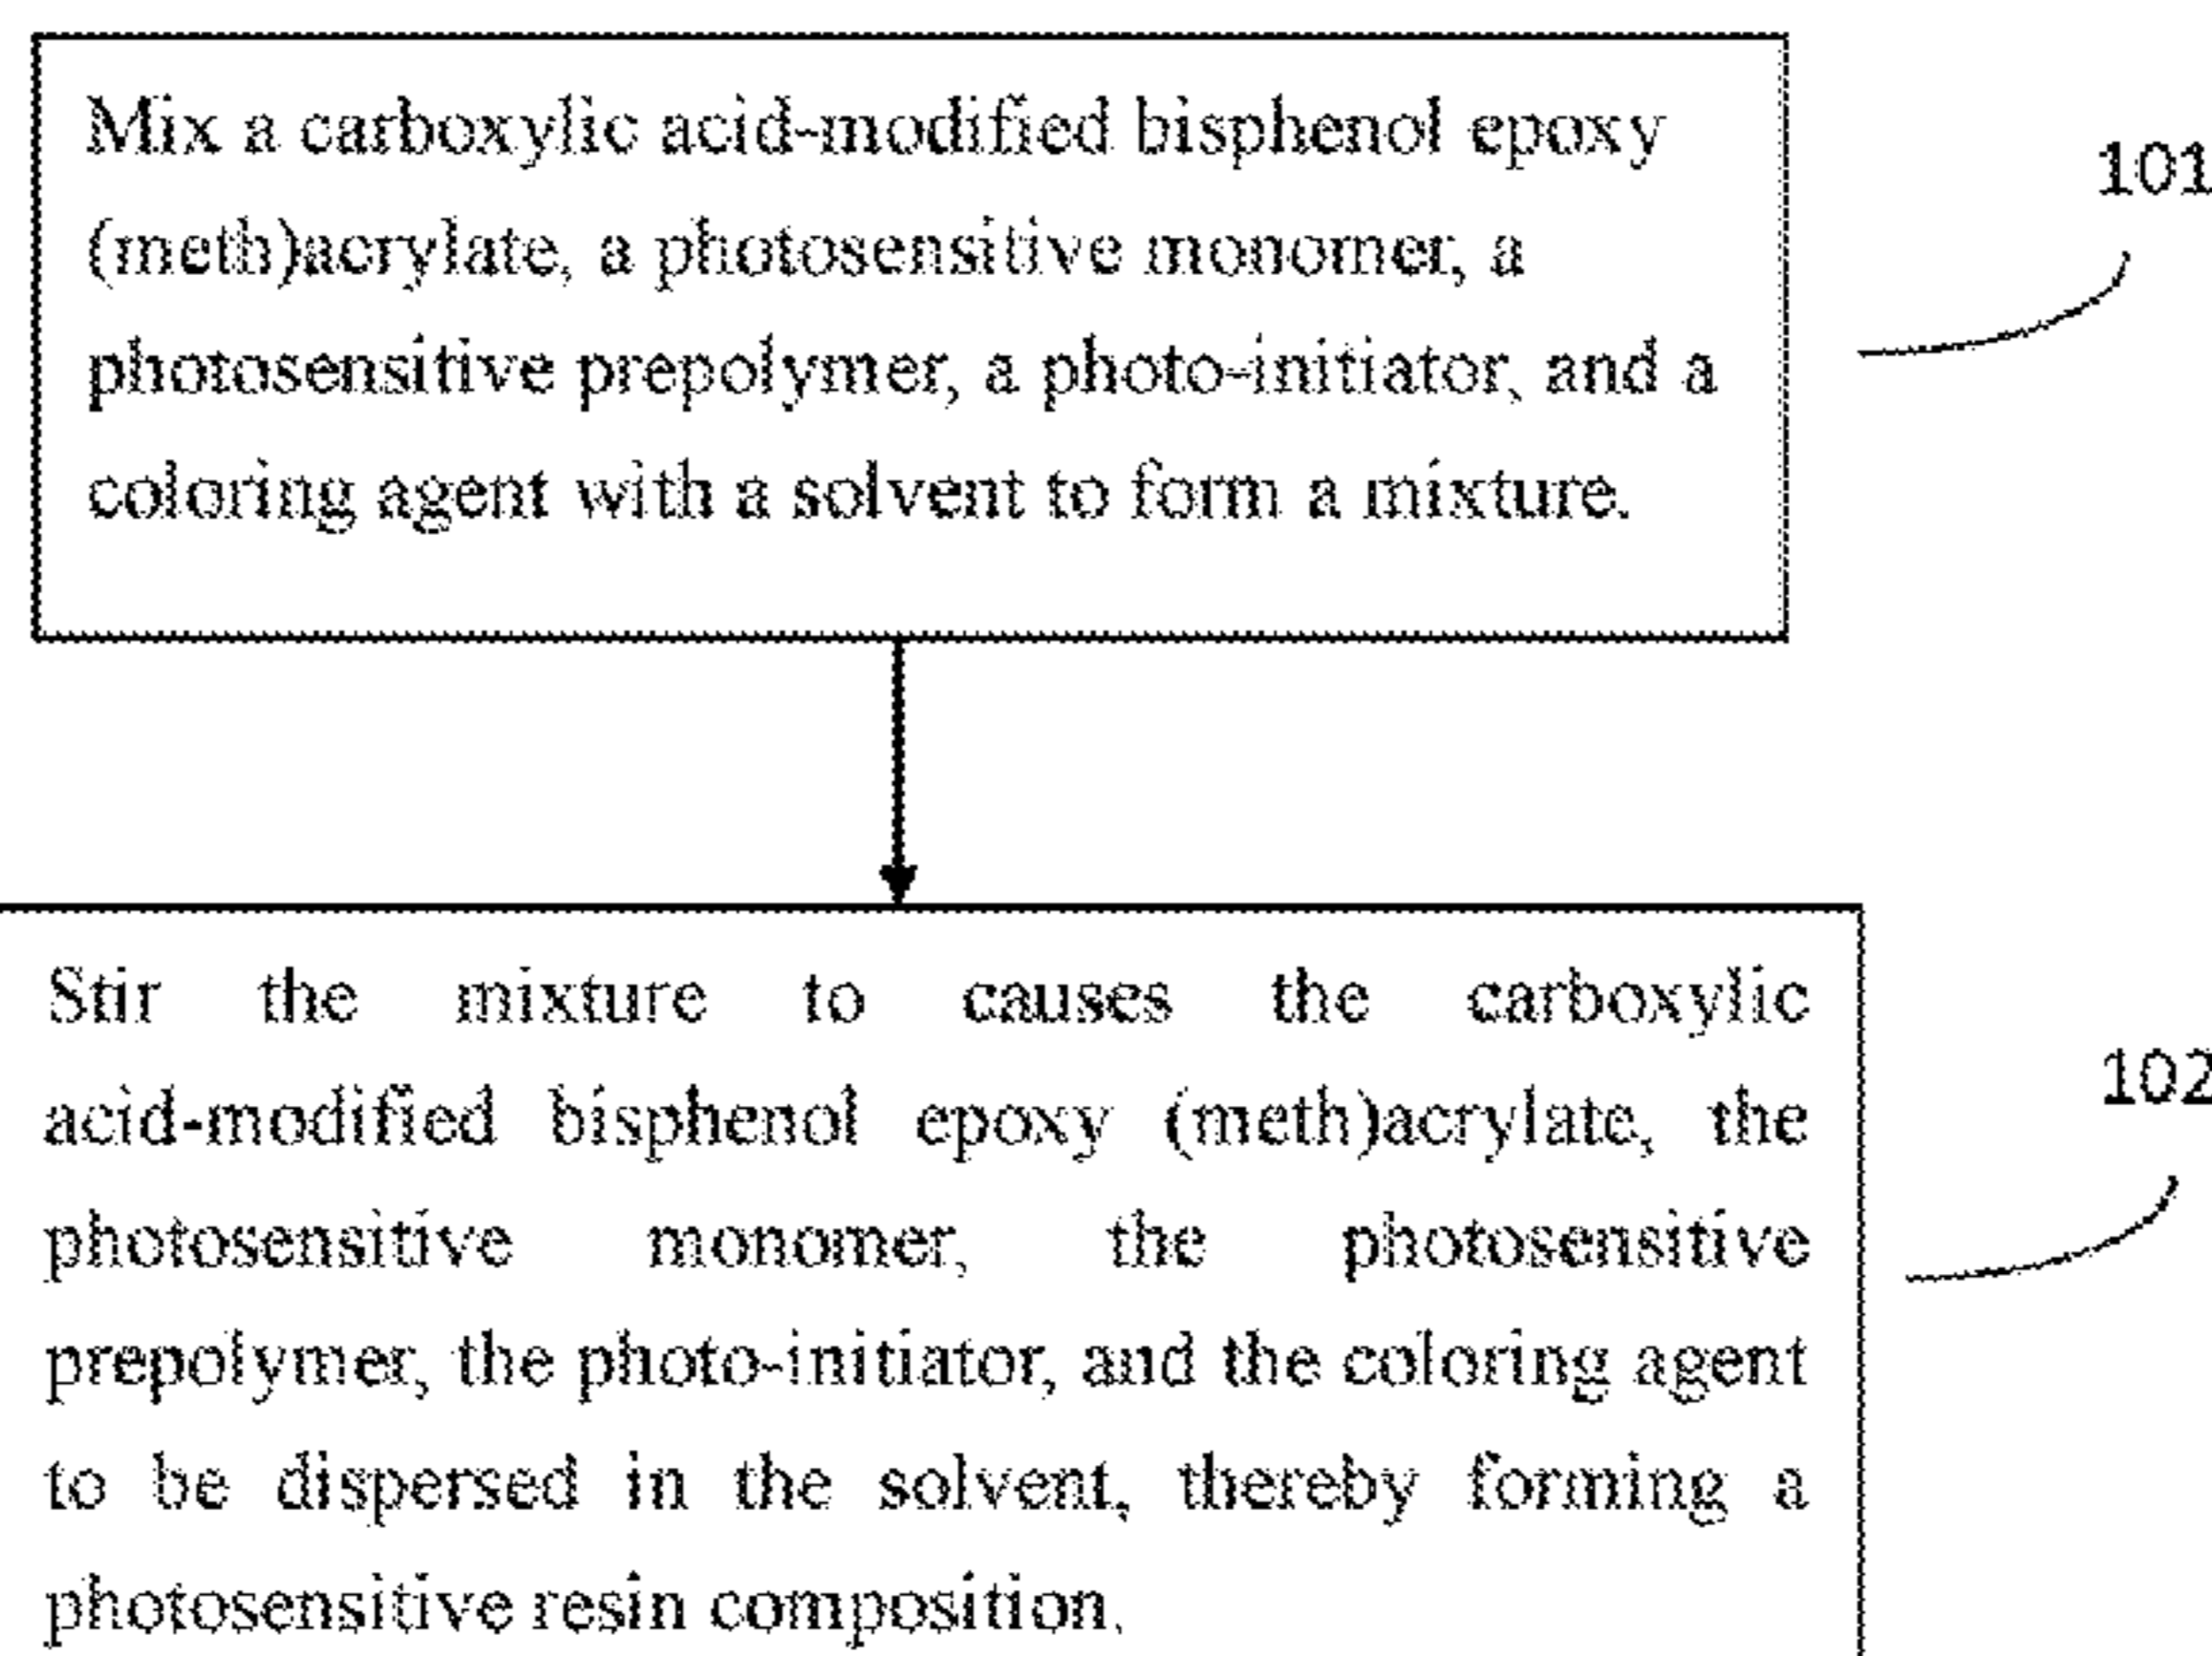 Mix a carboxylic acid-modified bisphenol epoxy
(meth)acrylate, a photosensitive monomer, a
photosensitive prepolymer, a photo-initiator, and a
coloring agent with a solvent to form a mixture.
101
Stir the mixture to causes the carboxylic
acid-modified bisphenol epoxy (meth)acrylate, the
photosensitive monomer, the photosensitive
prepolymer, the photo-initiator, and the coloring agent
to be dispersed in the solvent, thereby forming a
photosensitive resin composition.
102